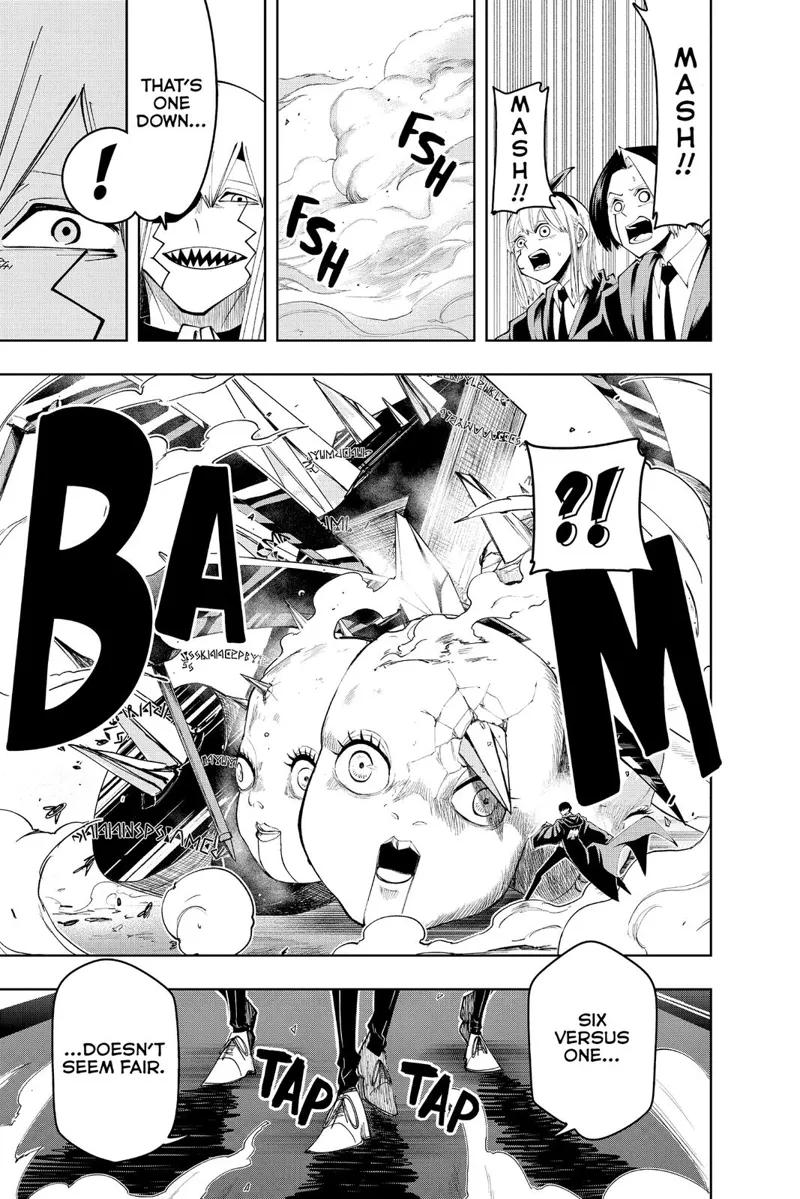 MASH!!
MASH!!
FSH
FSH
THAT'S
ONE
DOWN...
!
?!
BAM
SIX
VERSUS
ONE...
TAP
TAP
...DOESN'T
SEEM FAIR.